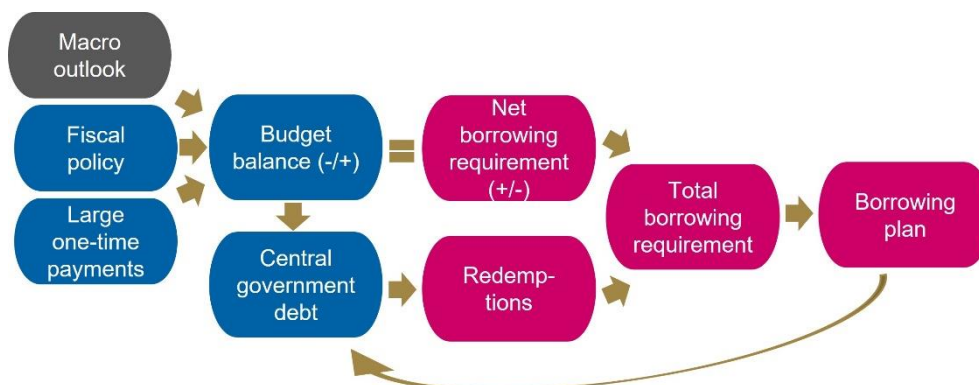 Macro
outlook
Fiscal
policy
Large
one-time
payments
Budget
balance (-/+)
Central
government
debt
Net
borrowing
requirement
(+/-)
Redemp-
tions
Total
borrowing
requirement
Borrowing
plan